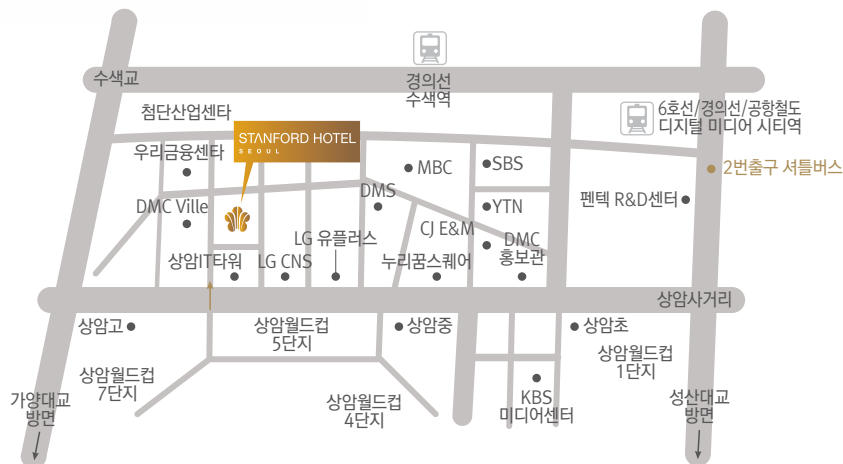 수색교
경의선
수색역
첨단산업센타
6호선/경의선/공항철도
디지털 미디어 시티역
STANFORD HOTEL
SEOUL
우리금융센타
MBC
SBS
2번출구 셔틀버스
DMC Ville
DMS
YTN
펜텍 R&D센터
CJ E&M
LG 유플러스
DMC
홍보관
상암IT타워
LG CNS
누리꿈스퀘어
상암사거리
상암고
상암월드컵
5단지
상암중
상암초
상암월드컵
1단지
상암월드컵
7단지
가양대교
방면
상암월드컵
4단지
KBS
미디어센터
성산대교
방면